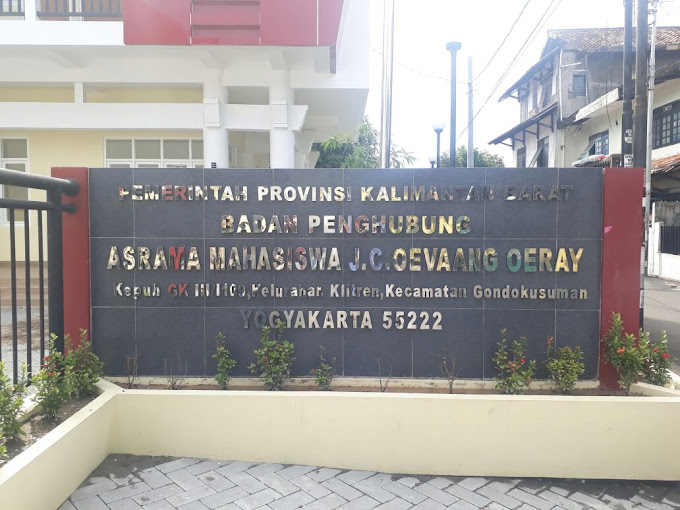 PEMERINTAH PROVINSI KALIMANTAN BARAT
BADAN PENGHUBUNG
ASRAMA MAHASISWA J.C.OEVAANG OERAY
Kepuh GK III/1109,Kelurahan Klitren,Kecamatan Gondokusuman
YOGYAKARTA 55222